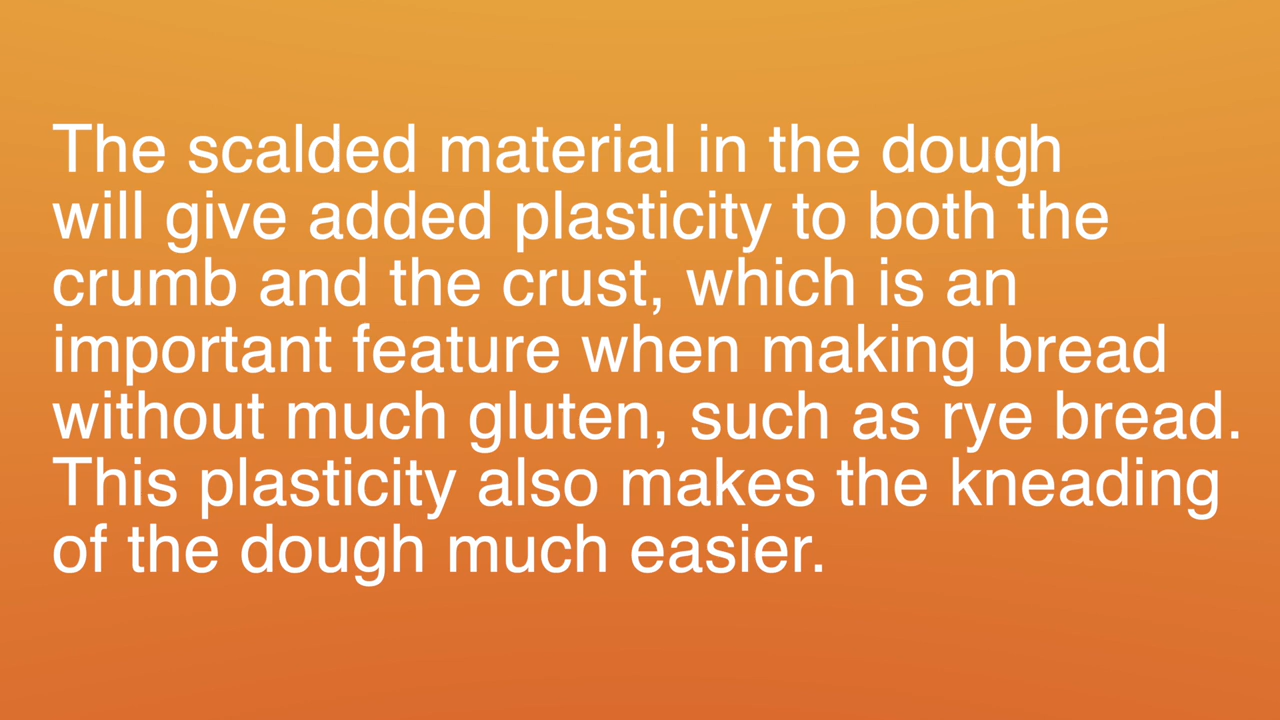 The scalded material in the dough
will give added plasticity to both the
crumb and the crust, which is an
important feature when making bread
without much gluten, such as rye bread.
This plasticity also makes the kneading
of the dough much easier.